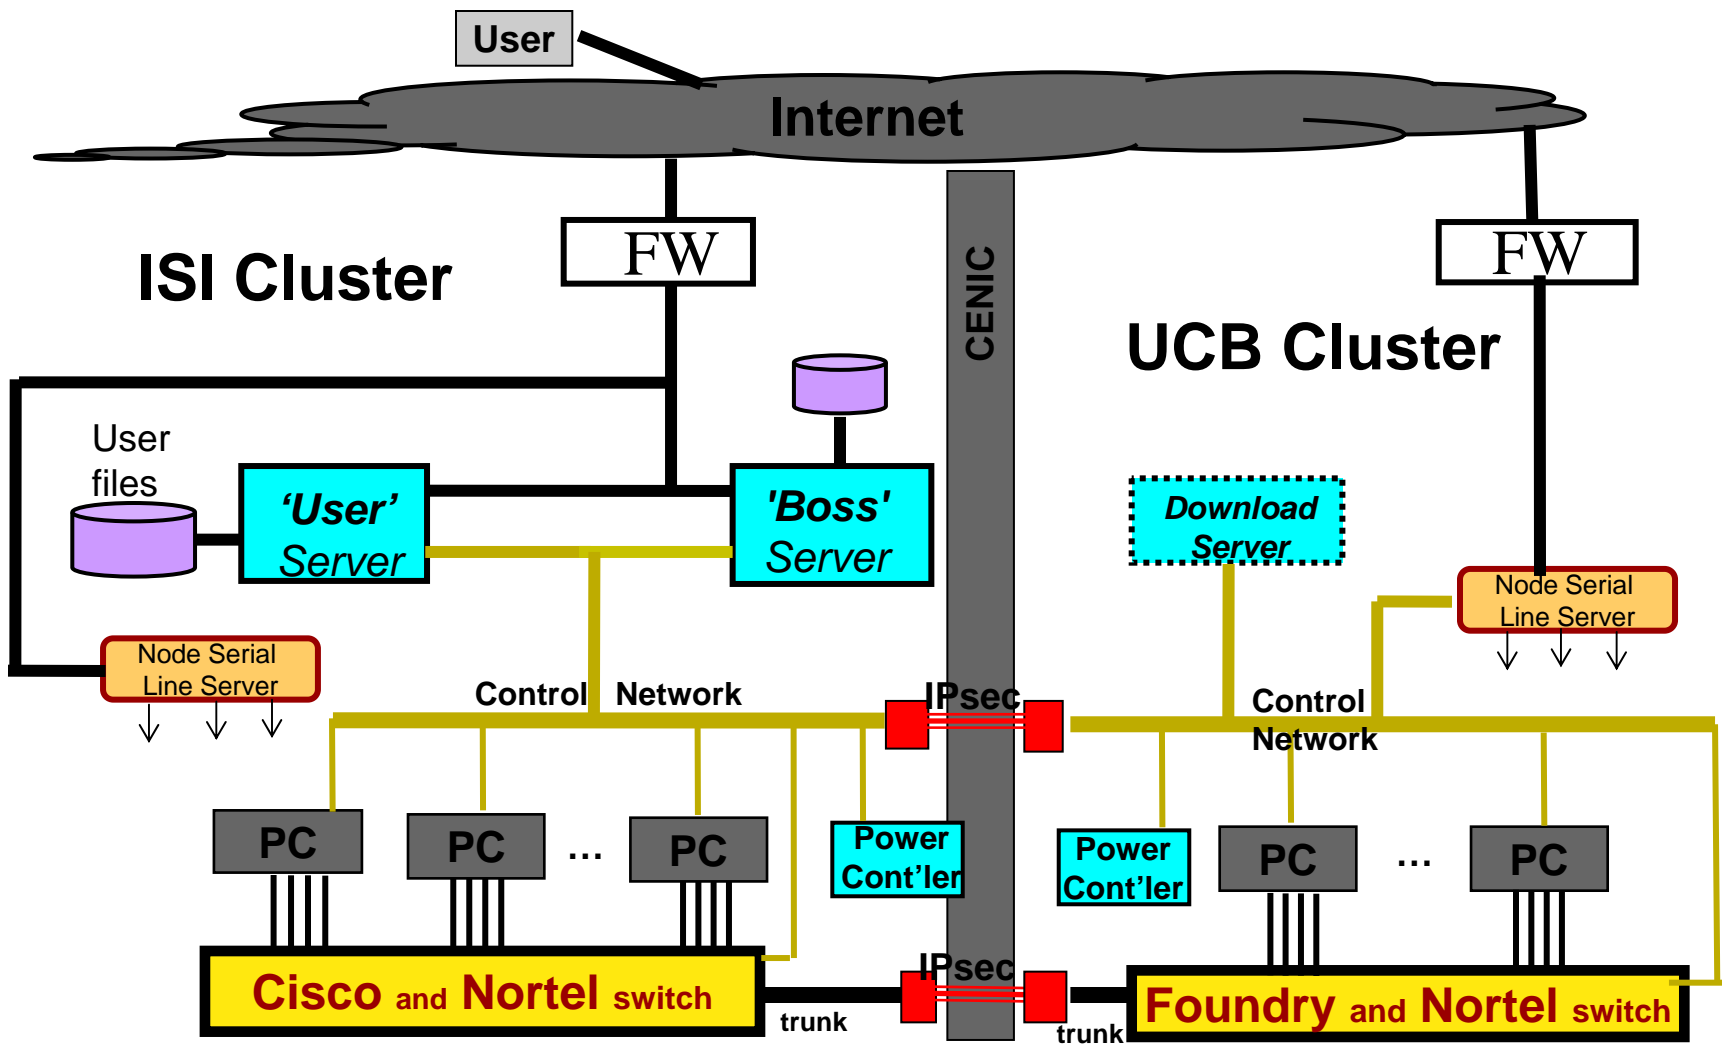 User
Internet
FW
FW
ISI Cluster
CENIC
UCB Cluster
User
files
‘User’
Server
'Boss'
Server
Download
Server
Node Serial
Line Server
Node Serial
Line Server
Control Network
IPsec
Control
Network
PC
PC
...
PC
Power
Cont’ler
Power
Cont’ler
PC
...
PC
Cisco and Nortel switch
trunk
IPsec
trunk
Foundry and Nortel switch